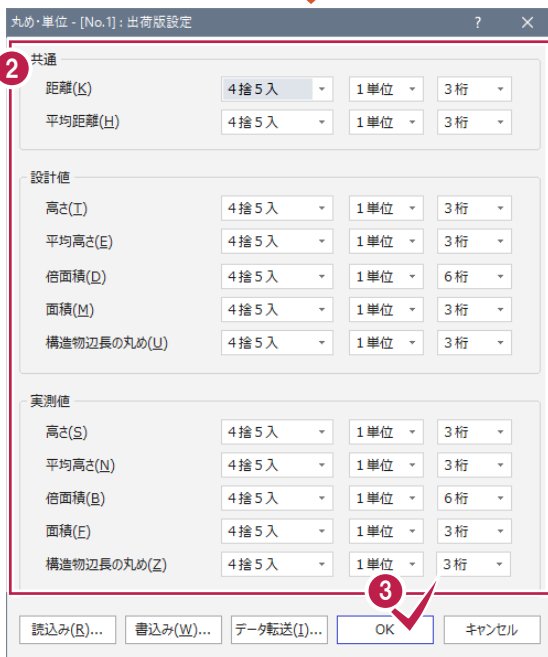 丸め・単位 - [No.1] : 出荷版設定 ? ×
2
共通
距離(K) 4捨5入 1単位 3桁
平均距離(H) 4捨5入 1単位 3桁
設計値
高さ(T) 4捨5入 1単位 3桁
平均高さ(E) 4捨5入 1単位 3桁
倍面積(D) 4捨5入 1単位 6桁
面積(M) 4捨5入 1単位 3桁
構造物辺長の丸め(U) 4捨5入 1単位 3桁
実測値
高さ(S) 4捨5入 1単位 3桁
平均高さ(N) 4捨5入 1単位 3桁
倍面積(B) 4捨5入 1単位 6桁
面積(F) 4捨5入 1単位 3桁
構造物辺長の丸め(Z) 4捨5入 1単位 3桁
3
読込み(R)... 書込み(W)... データ転送(I)... OK キャンセル